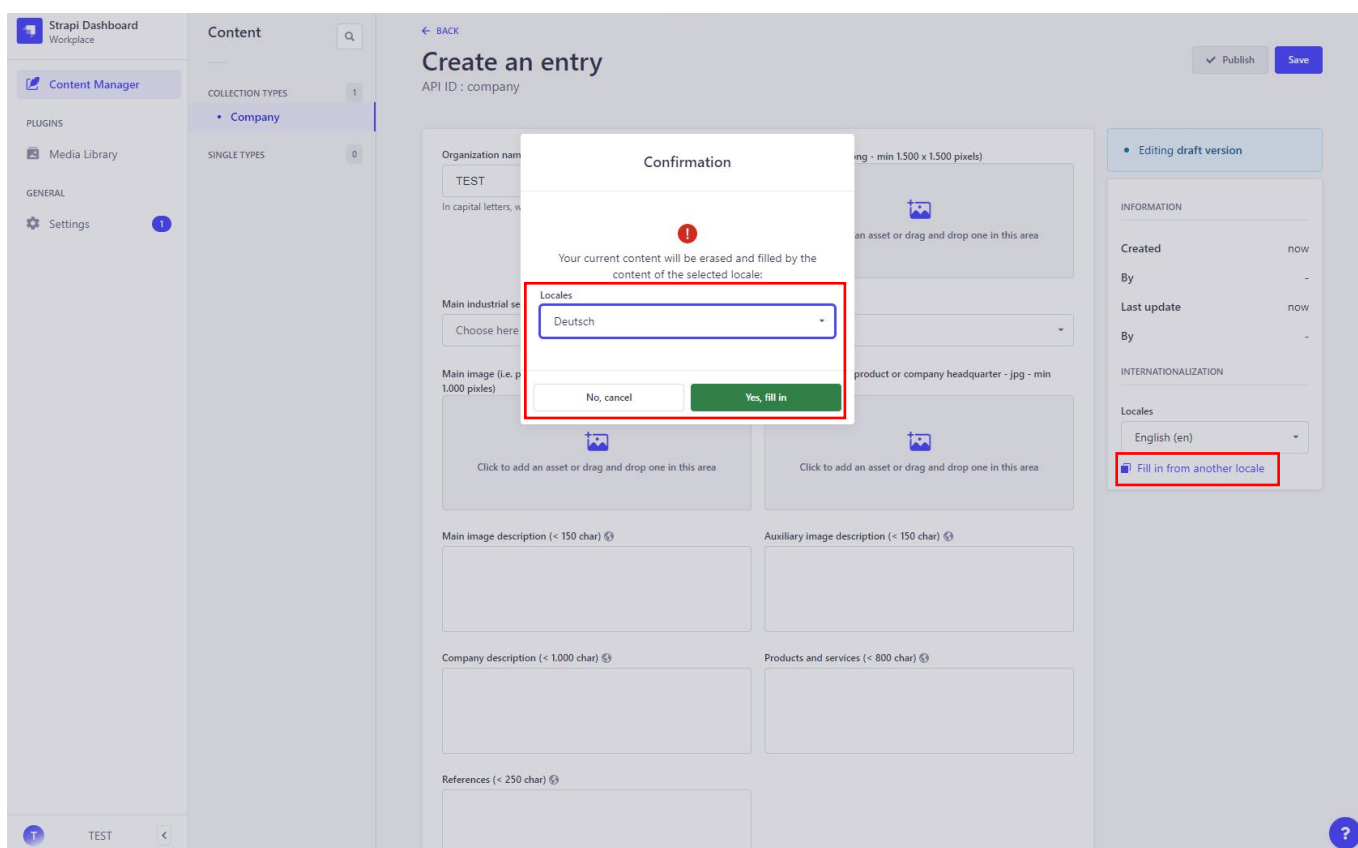 Strapi Dashboard
Workplace
Content Manager
PLUGINS
Media Library
GENERAL
Settings
1
T
TEST
Content
COLLECTION TYPES
1
Company
SINGLE TYPES
0
BACK
Create an entry
API ID : company
Publish
Save
Organization nam
ng - min 1.500 x 1.500 pixels)
TEST
In capital letters, w
an asset or drag and drop one in this area
Main industrial se
Choose here
Main image (i.e. p
product or company headquarter - jpg - min
1.000 pixles)
Click to add an asset or drag and drop one in this area
Click to add an asset or drag and drop one in this area
Main image description (< 150 char)
Auxiliary image description (< 150 char)
Company description (< 1.000 char)
Products and services (< 800 char)
References (< 250 char)
Confirmation
Your current content will be erased and filled by the
content of the selected locale:
Locales
Deutsch
No, cancel
Yes, fill in
Editing draft version
INFORMATION
Created
now
By
-
Last update
now
By
-
INTERNATIONALIZATION
Locales
English (en)
Fill in from another locale
?